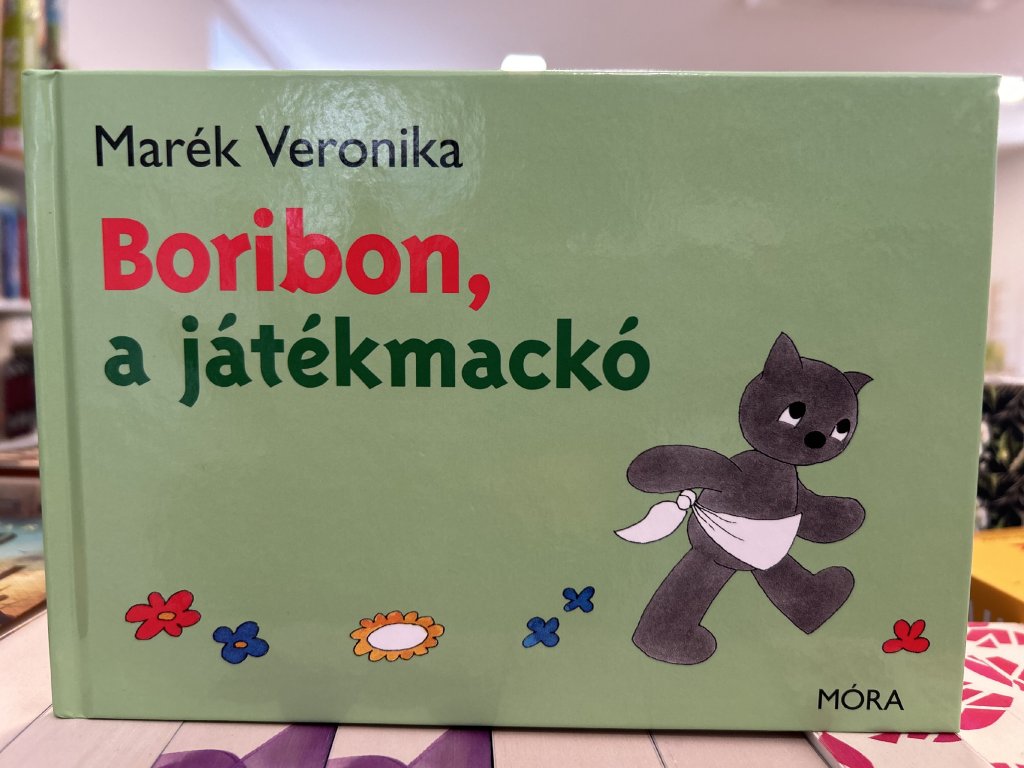 Marék Veronika
Boribon,
a játékmackó
MÓRA